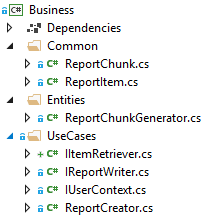 Business
Dependencies
Common
ReportChunk.cs
ReportItem.cs
Entities
ReportChunkGenerator.cs
UseCases
IItemRetriever.cs
IReportWriter.cs
IUserContext.cs
ReportCreator.cs